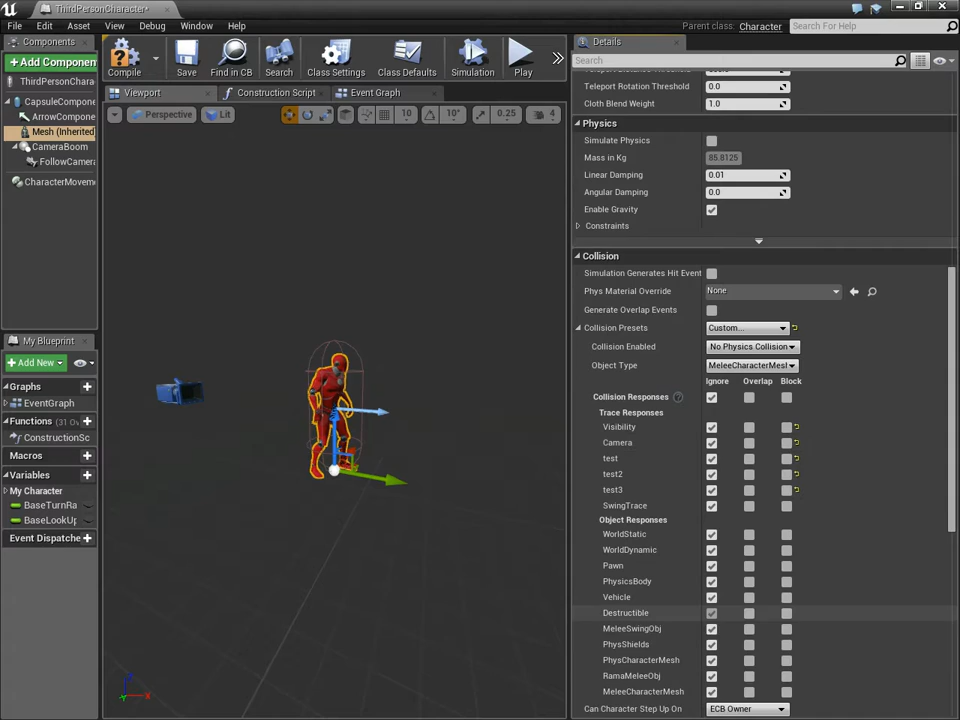 ThirdPersonCharacter*
File Edit Asset View Debug Window Help
Parent class: Character Search For Help
Components
+Add Componen
ThirdPersonChara
CapsuleCompone
ArrowCompone
Mesh (Inherited)
CameraBoom
FollowCamera
CharacterMoveme
My Blueprint
+Add New
Graphs
EventGraph
Functions (31 O
ConstructionSc
Macros
Variables
My Character
BaseTurnRa
BaseLookUp
Event Dispatche
Compile Save Find in CB Search Class Settings Class Defaults Simulation Play
Viewport Construction Script Event Graph
Perspective Lit 10 10° 0.25 4
Details
Search
Teleport Rotation Threshold 0.0
Cloth Blend Weight 1.0
Physics
Simulate Physics
Mass in Kg 85.8125
Linear Damping 0.01
Angular Damping 0.0
Enable Gravity
Constraints
Collision
Simulation Generates Hit Event
Phys Material Override None
Generate Overlap Events
Collision Presets Custom...
Collision Enabled No Physics Collision
Object Type MeleeCharacterMesh
Ignore Overlap Block
Collision Responses ?
Trace Responses
Visibility
Camera
test
test2
test3
SwingTrace
Object Responses
WorldStatic
WorldDynamic
Pawn
PhysicsBody
Vehicle
Destructible
MeleeSwingObj
PhysShields
PhysCharacterMesh
RamaMeleeObj
MeleeCharacterMesh
Can Character Step Up On ECB Owner